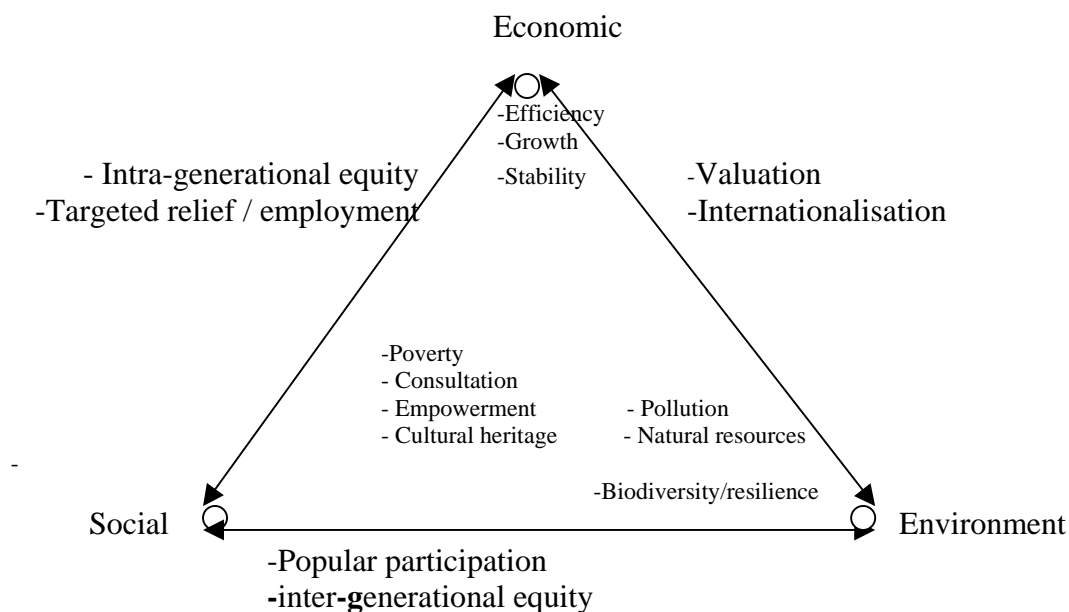 Economic
-Efficiency
-Growth
-Stability
- Intra-generational equity
-Targeted relief / employment
-Valuation
-Internationalisation
-Poverty
- Consultation
- Empowerment
- Cultural heritage
- Pollution
- Natural resources
-Biodiversity/resilience
-
Social
Environment
-Popular participation
-inter-generational equity